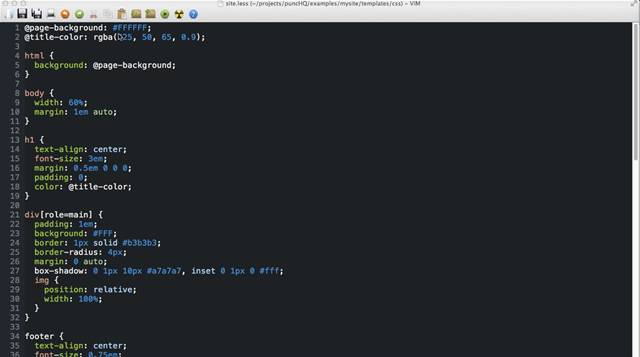 site.less (~/projects/puncHQ/examples/mysite/templates/css) – VIM
1 @page-background: #FFFFFF;
2 @title-color: rgba( 25, 50, 65, 0.9);
3
4 html {
5 background: @page-background;
6 }
7
8 body {
9 width: 60%;
10 margin: 1em auto;
11 }
12
13 h1 {
14 text-align: center;
15 font-size: 3em;
16 margin: 0.5em 0 0 0;
17 padding: 0;
18 color: @title-color;
19 }
20
21 div[role=main] {
22 padding: 1em;
23 background: #FFF;
24 border: 1px solid #b3b3b3;
25 border-radius: 4px;
26 margin: 0 auto;
27 box-shadow: 0 1px 10px #a7a7a7, inset 0 1px 0 #fff;
28 img {
29 position: relative;
30 width: 100%;
31 }
32 }
33
34 footer {
35 text-align: center;
36 font-size: 0.75em;